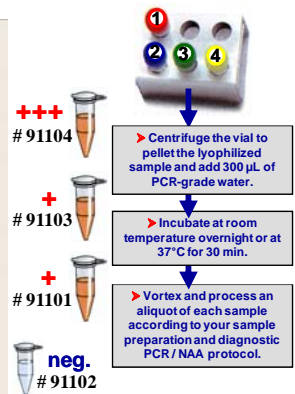 1
2 3 4
+++
# 91104
+
# 91103
+
# 91101
neg.
# 91102
➤ Centrifuge the vial to
pellet the lyophilized
sample and add 300 µL of
PCR-grade water.
➤ Incubate at room
temperature overnight or at
37°C for 30 min.
➤ Vortex and process an
aliquot of each sample
according to your sample
preparation and diagnostic
PCR / NAA protocol.